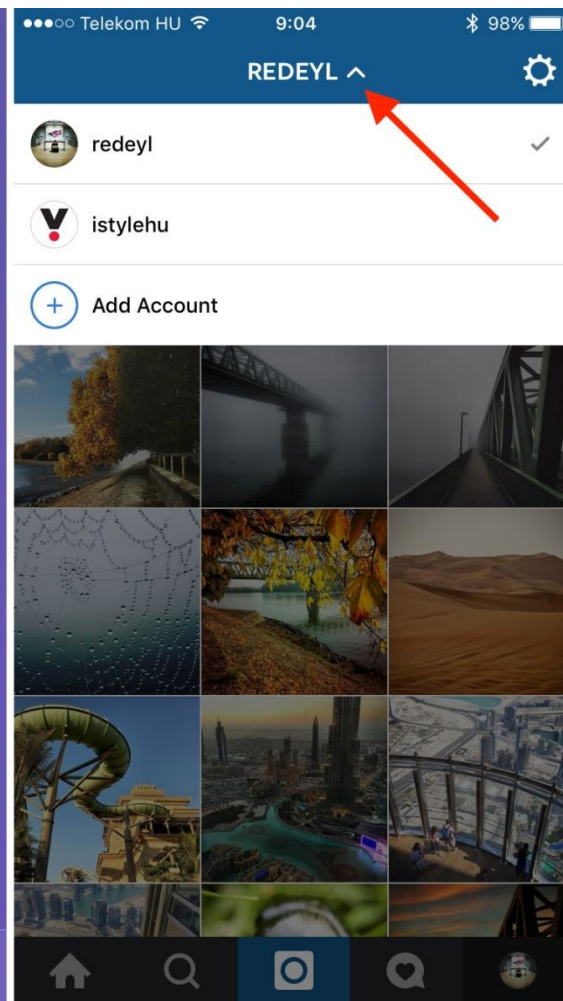 Telekom HU 9:04 98%
REDEYL
redeyl
istylehu
Add Account